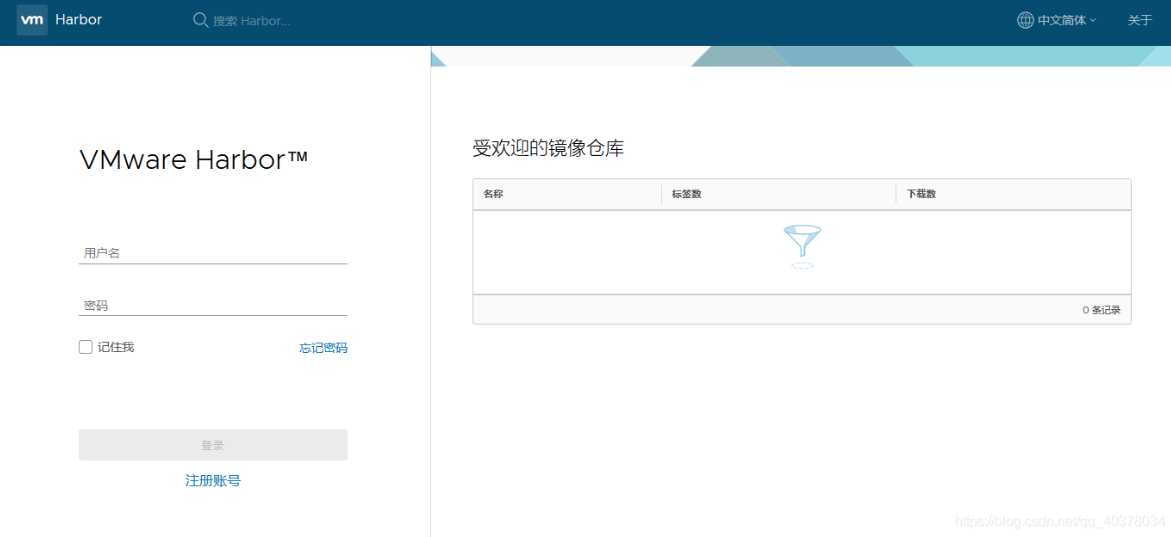 vm Harbor 搜索 Harbor... 中文简体 关于
VMware Harbor™
用户名
密码
记住我 忘记密码
登录
注册账号
受欢迎的镜像仓库
名称 标签数 下载数
0 条记录
https://blog.csdn.net/qq_40378034